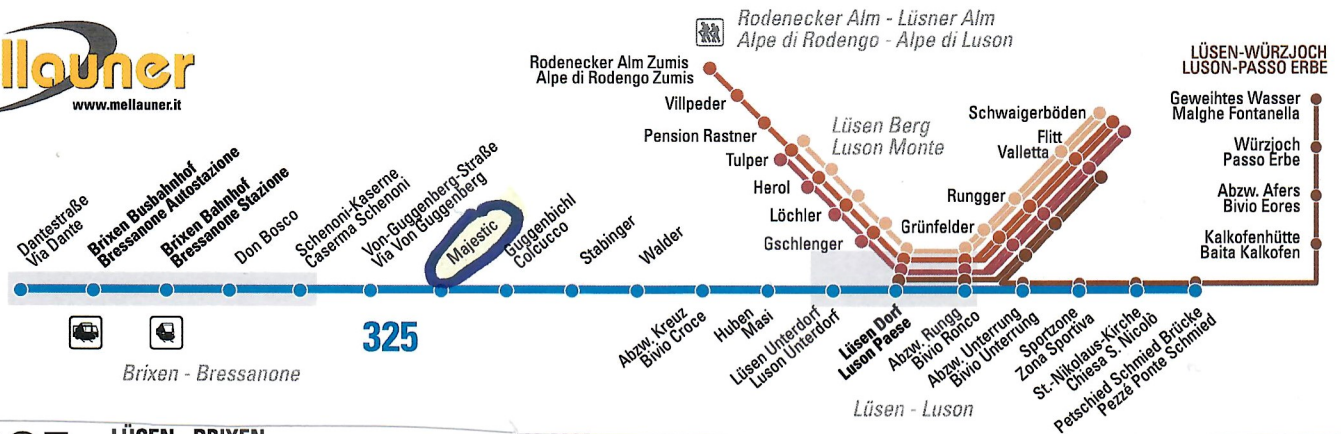 llauner
www.mellauner.it
Rodenecker Alm - Lüsner Alm
Alpe di Rodengo - Alpe di Luson
Rodenecker Alm Zumis
Alpe di Rodengo Zumis
Villpeder
Pension Rastner
Tulper
Herol
Löchler
Gschlenger
Lüsen Berg
Luson Monte
Schwaigerböden
Flitt
Valletta
Rungger
Grünfelder
LÜSEN-WÜRZJOCH
LUSON-PASSO ERBE
Geweihtes Wasser
Malghe Fontanella
Würzjoch
Passo Erbe
Abzw. Afers
Bivio Eores
Kalkofenhütte
Baita Kalkofen
Dantestraße
Via Dante
Brixen Busbahnhof
Bressanone Autostazione
Brixen Bahnhof
Bressanone Stazione
Don Bosco
Schenoni-Kaserne
Caserma Schenoni
Von-Guggenberg-Straße
Via Von Guggenberg
Majestic
Guggenbichl
Colcucco
Stabinger
Walder
Abzw. Kreuz
Bivio Croce
Huben
Masi
Lüsen Unterdorf
Luson Unterdorf
Lüsen Dorf
Luson Paese
Abzw. Rungg
Bivio Ronco
Abzw. Unterrung
Bivio Unterrung
Sportzone
Zona Sportiva
St.-Nikolaus-Kirche
Chiesa S. Nicolò
Petschied Schmied Brücke
Pezzé Ponte Schmied
325
Brixen - Bressanone
Lüsen - Luson
LÜSEN - BRIXEN